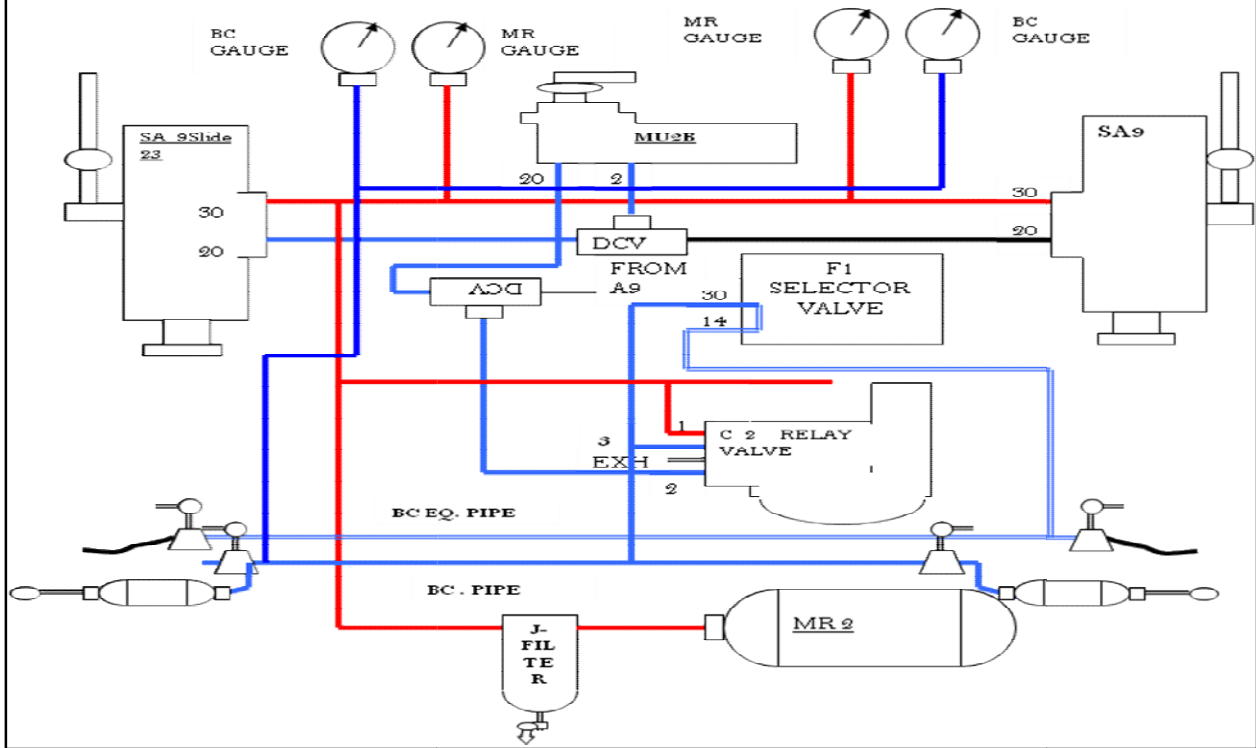 BC
GAUGE
MR
GAUGE
MR
GAUGE
BC
GAUGE
SA 9Slide
23
MU2B
SA9
20
2
30
20
30
20
DCV
FROM
A9
DCV
F1
SELECTOR
VALVE
30
14
1
3
EXH
2
C 2 RELAY
VALVE
BC EQ. PIPE
BC . PIPE
J-
FIL
TE
R
MR 2